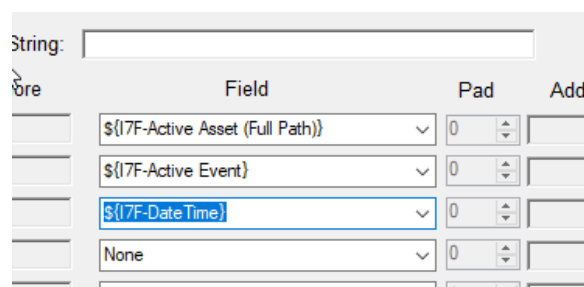 String:
ore Field Pad Add
${I7F-Active Asset (Full Path)} 0
${I7F-Active Event} 0
${I7F-DateTime} 0
None 0